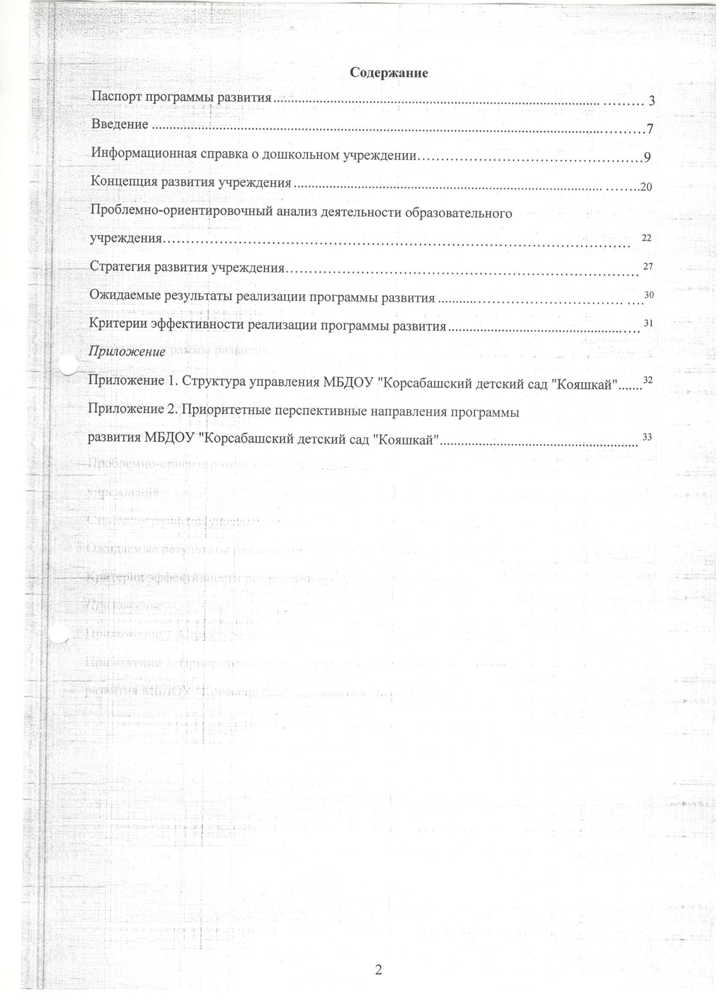 Содержание
Паспорт программы развития.......................................................................................... ......... 3
Введение .......................................................................................................................................7
Информационная справка о дошкольном учреждении.................................................9
Концепция развития учреждения ...................................................................................... ........20
Проблемно-ориентировочный анализ деятельности образовательного
учреждения..................................................................................................... 22
Стратегия развития учреждения............................................................................ 27
Ожидаемые результаты реализации программы развития ........................................... ....30
Критерии эффективности реализации программы развития..................................................... 31
Приложение
Приложение 1. Структура управления МБДОУ "Корсабашский детский сад "Кояшкай".......32
Приложение 2. Приоритетные перспективные направления программы
развития МБДОУ "Корсабашский детский сад "Кояшкай"....................................................... 33
2